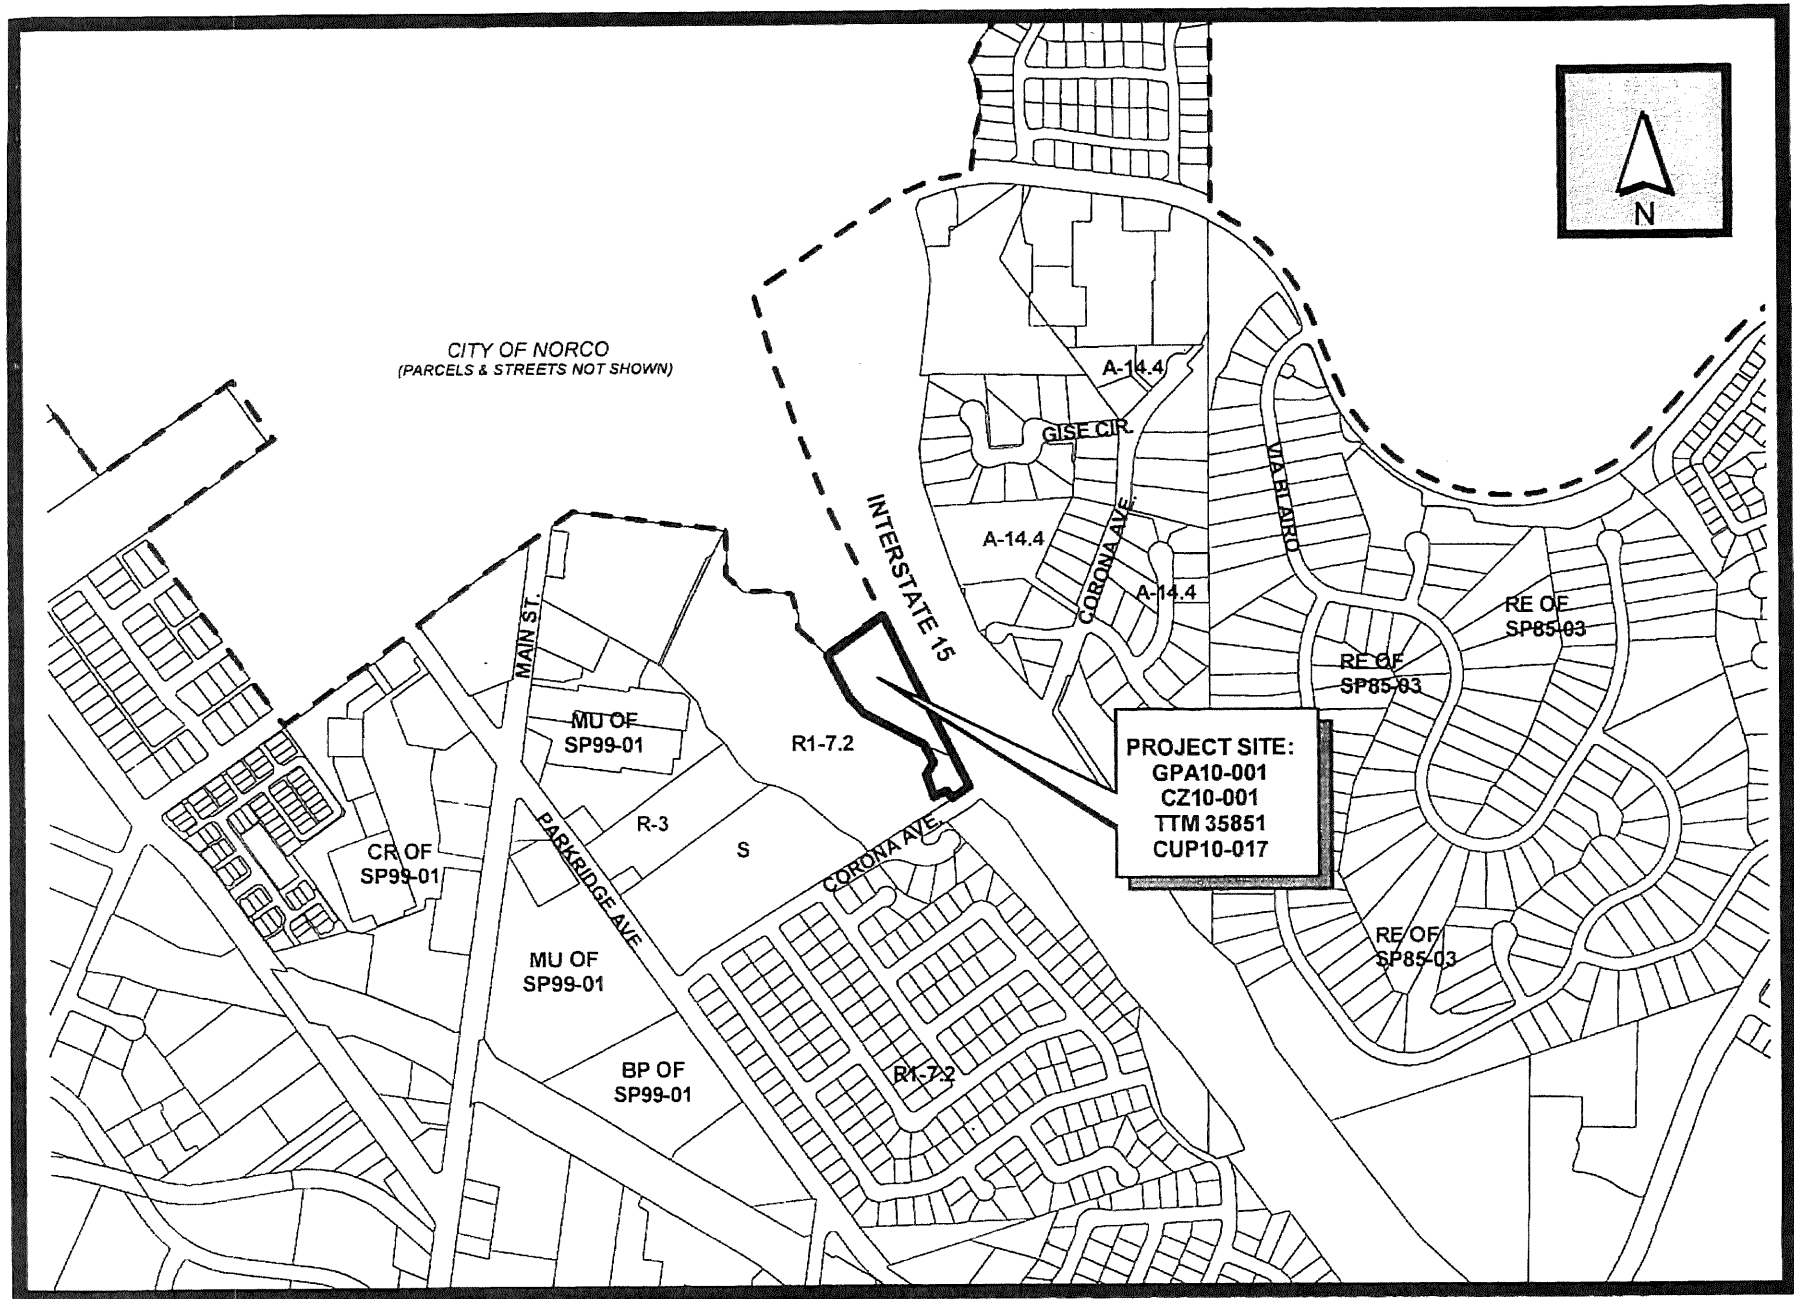 N
CITY OF NORCO
(PARCELS & STREETS NOT SHOWN)
A-14.4
GISE CIR.
VIA BLAIRO
INTERSTATE 15
A-14.4
CORONA AVE.
A-14.4
MAIN ST.
RE OF
SP85-03
RE OF
SP85-03
MU OF
SP99-01
R1-7.2
PROJECT SITE:
GPA10-001
CZ10-001
TTM 35851
CUP10-017
R-3
S
CORONA AVE.
PARKRIDGE AVE.
CR OF
SP99-01
RE OF
SP85-03
MU OF
SP99-01
BP OF
SP99-01
R1-7.2